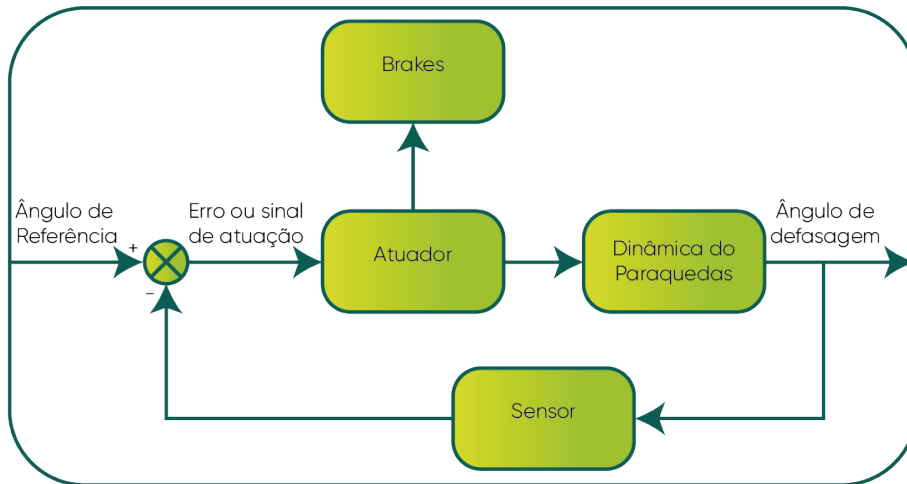 Brakes
Ângulo de
Referência
+
−
Erro ou sinal
de atuação
Atuador
Dinâmica do
Paraquedas
Ângulo de
defasagem
Sensor